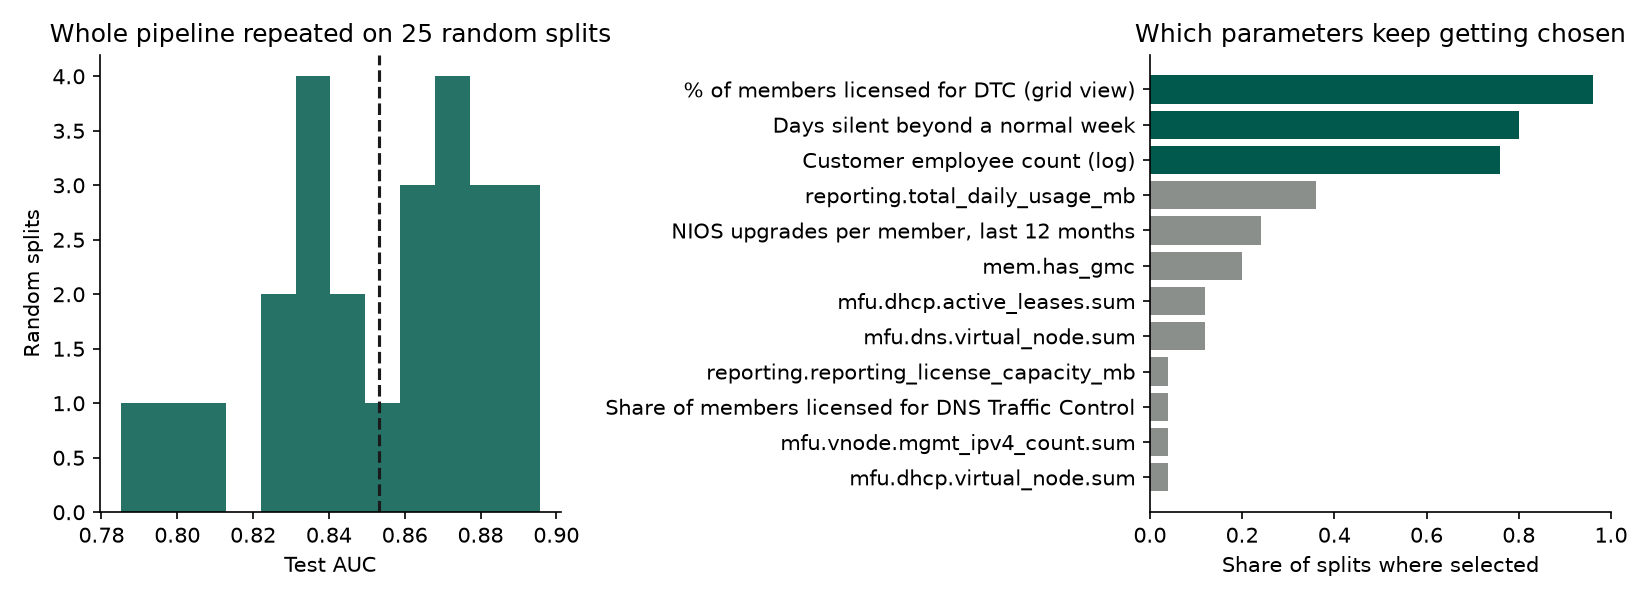 Whole pipeline repeated on 25 random splits
4.0
3.5
3.0
2.5
2.0
1.5
1.0
0.5
0.0
Random splits
0.78 0.80 0.82 0.84 0.86 0.88 0.90
Test AUC
Which parameters keep getting chosen
% of members licensed for DTC (grid view)
Days silent beyond a normal week
Customer employee count (log)
reporting.total_daily_usage_mb
NIOS upgrades per member, last 12 months
mem.has_gmc
mfu.dhcp.active_leases.sum
mfu.dns.virtual_node.sum
reporting.reporting_license_capacity_mb
Share of members licensed for DNS Traffic Control
mfu.vnode.mgmt_ipv4_count.sum
mfu.dhcp.virtual_node.sum
0.0 0.2 0.4 0.6 0.8 1.0
Share of splits where selected